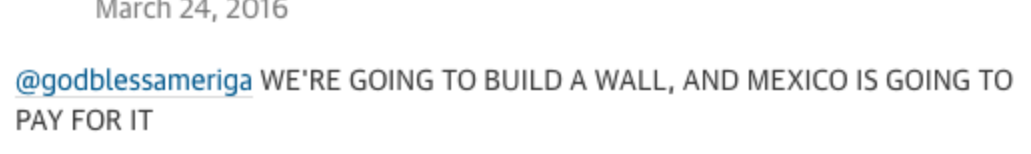 March 24, 2016
@godblessameriga WE'RE GOING TO BUILD A WALL, AND MEXICO IS GOING TO
PAY FOR IT